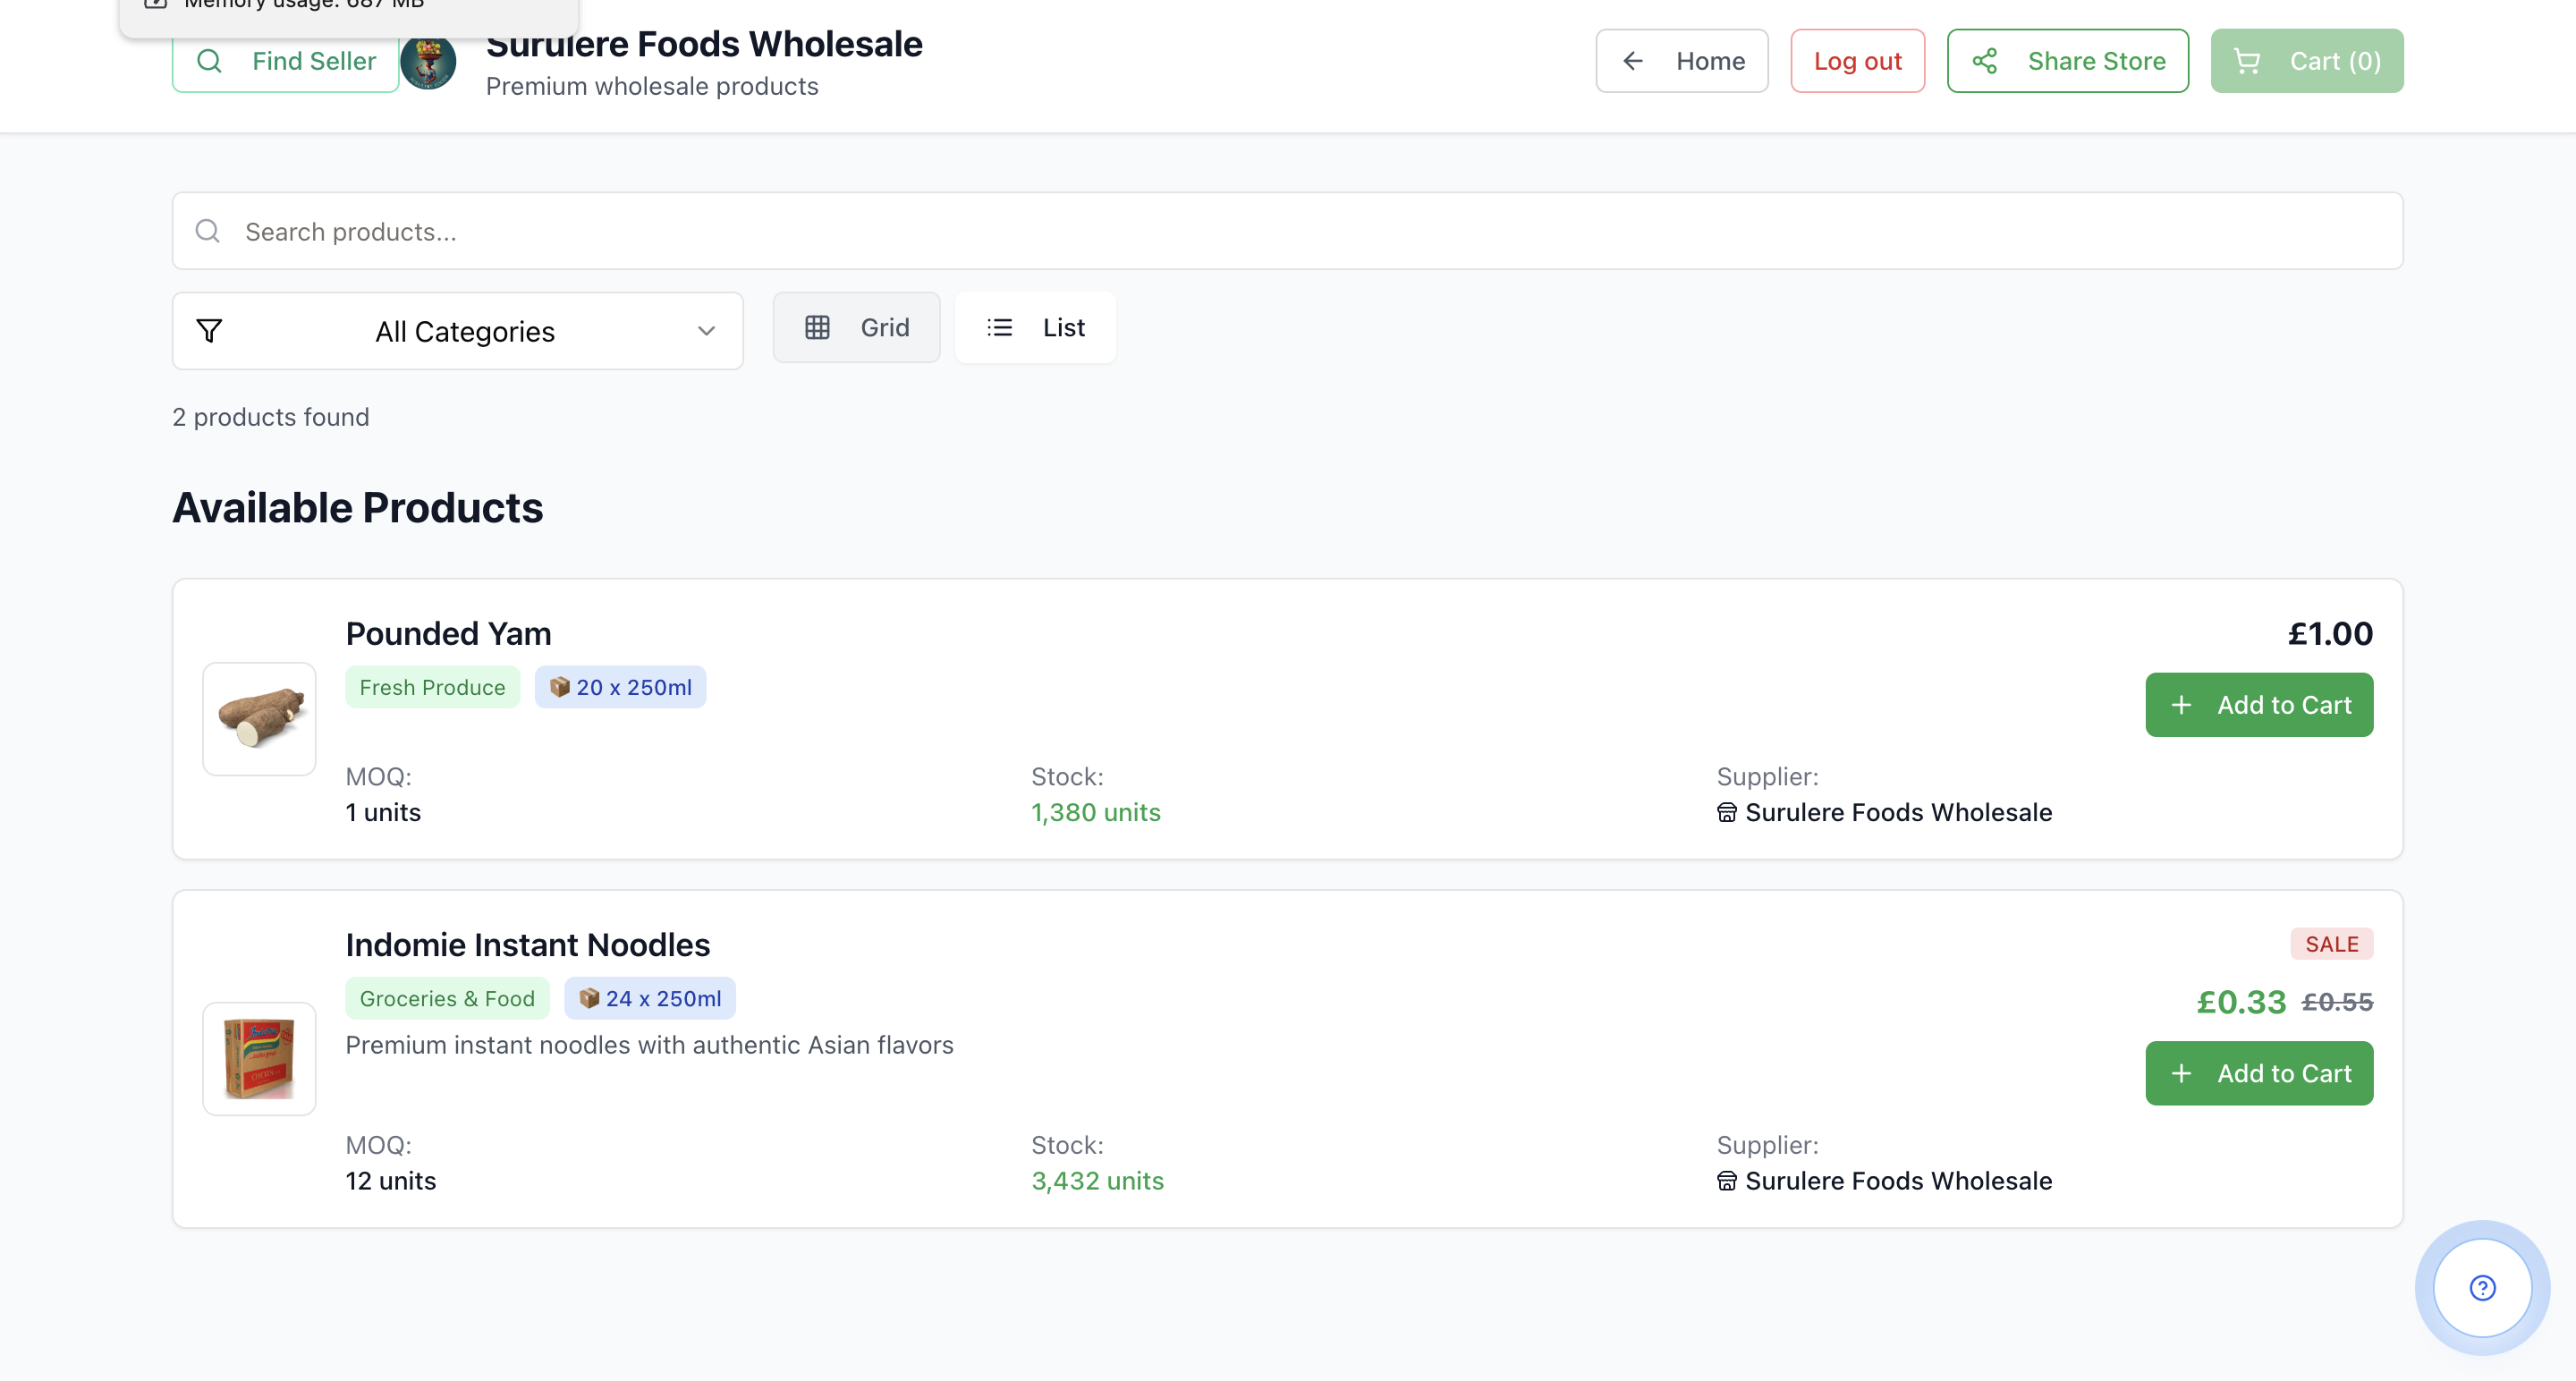 Memory usage: 687 MB
Find Seller
Surulere Foods Wholesale
Premium wholesale products
Home
Log out
Share Store
Cart (0)
Search products...
All Categories
Grid
List
2 products found
Available Products
Pounded Yam
£1.00
Fresh Produce
20 x 250ml
Add to Cart
MOQ:
Stock:
Supplier:
1 units
1,380 units
Surulere Foods Wholesale
Indomie Instant Noodles
SALE
Groceries & Food
24 x 250ml
£0.33 £0.55
Premium instant noodles with authentic Asian flavors
Add to Cart
MOQ:
Stock:
Supplier:
12 units
3,432 units
Surulere Foods Wholesale